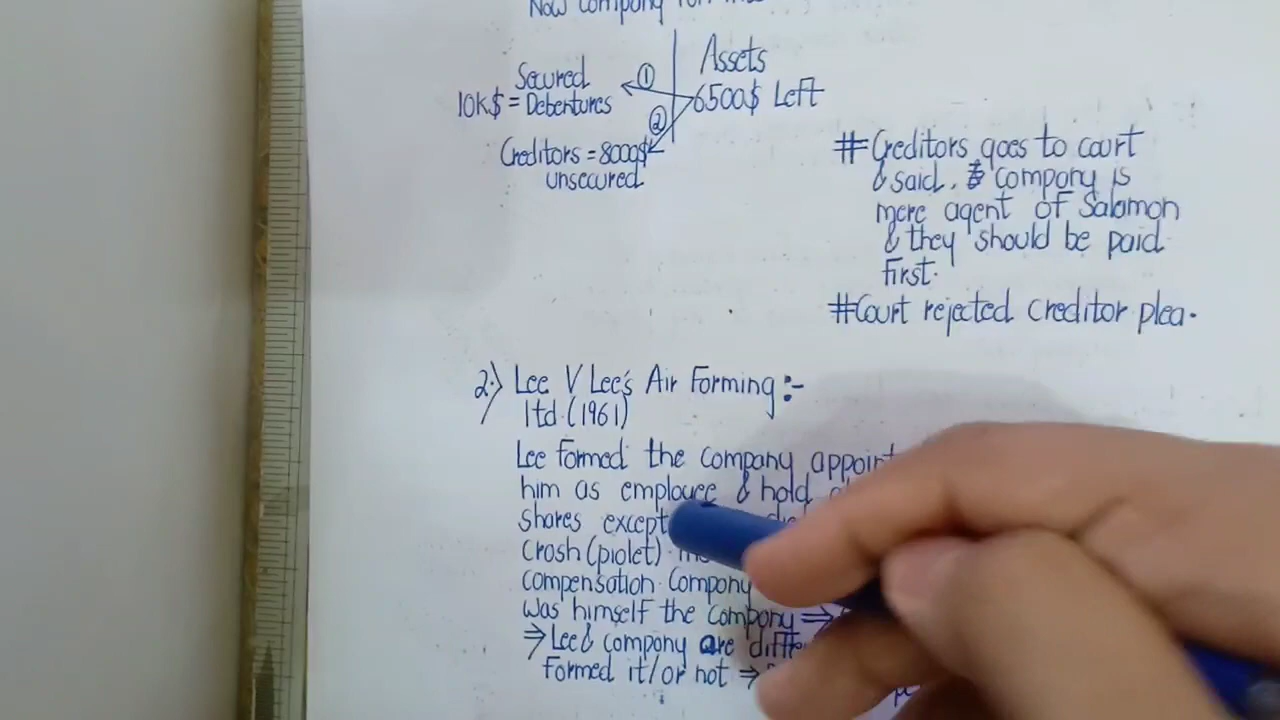 Now Company
Assets
6500$ Left
①
②
Secured
10K$ = Debentures
Creditors = 8000$
unsecured
# Creditors goes to court
& said, company is
mere agent of Salomon
& they should be paid
first.
# Court rejected creditor plea.
2.) Lee V Lee's Air Forming :-
ltd. (1961)
Lee formed the company appoint
him as employee & hold
shares except
Crash (piolet).
compensation. Company
was himself the company ⇒
⇒ Lee & company are
formed it / or not ⇒